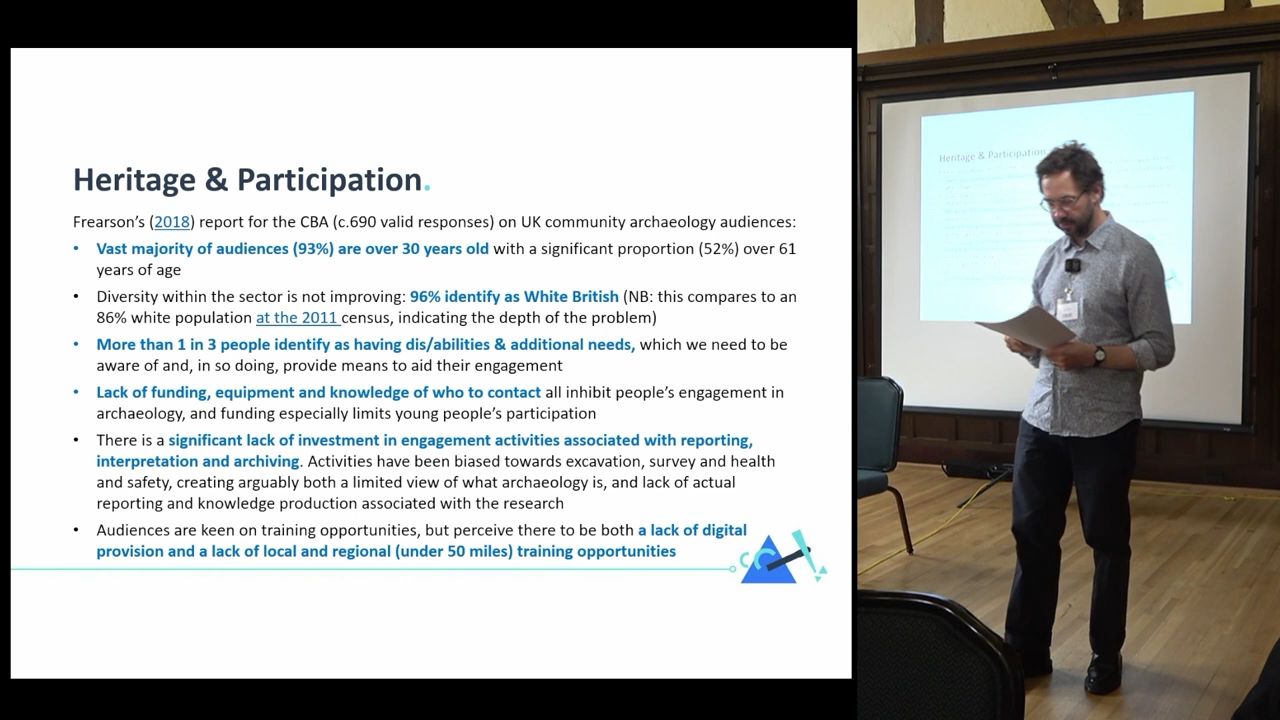 Heritage & Participation.
Frearson's (2018) report for the CBA (c.690 valid responses) on UK community archaeology audiences:
• Vast majority of audiences (93%) are over 30 years old with a significant proportion (52%) over 61
years of age
• Diversity within the sector is not improving: 96% identify as White British (NB: this compares to an
86% white population at the 2011 census, indicating the depth of the problem)
• More than 1 in 3 people identify as having dis/abilities & additional needs, which we need to be
aware of and, in so doing, provide means to aid their engagement
• Lack of funding, equipment and knowledge of who to contact all inhibit people's engagement in
archaeology, and funding especially limits young people's participation
• There is a significant lack of investment in engagement activities associated with reporting,
interpretation and archiving. Activities have been biased towards excavation, survey and health
and safety, creating arguably both a limited view of what archaeology is, and lack of actual
reporting and knowledge production associated with the research
• Audiences are keen on training opportunities, but perceive there to be both a lack of digital
provision and a lack of local and regional (under 50 miles) training opportunities
Heritage & Participation